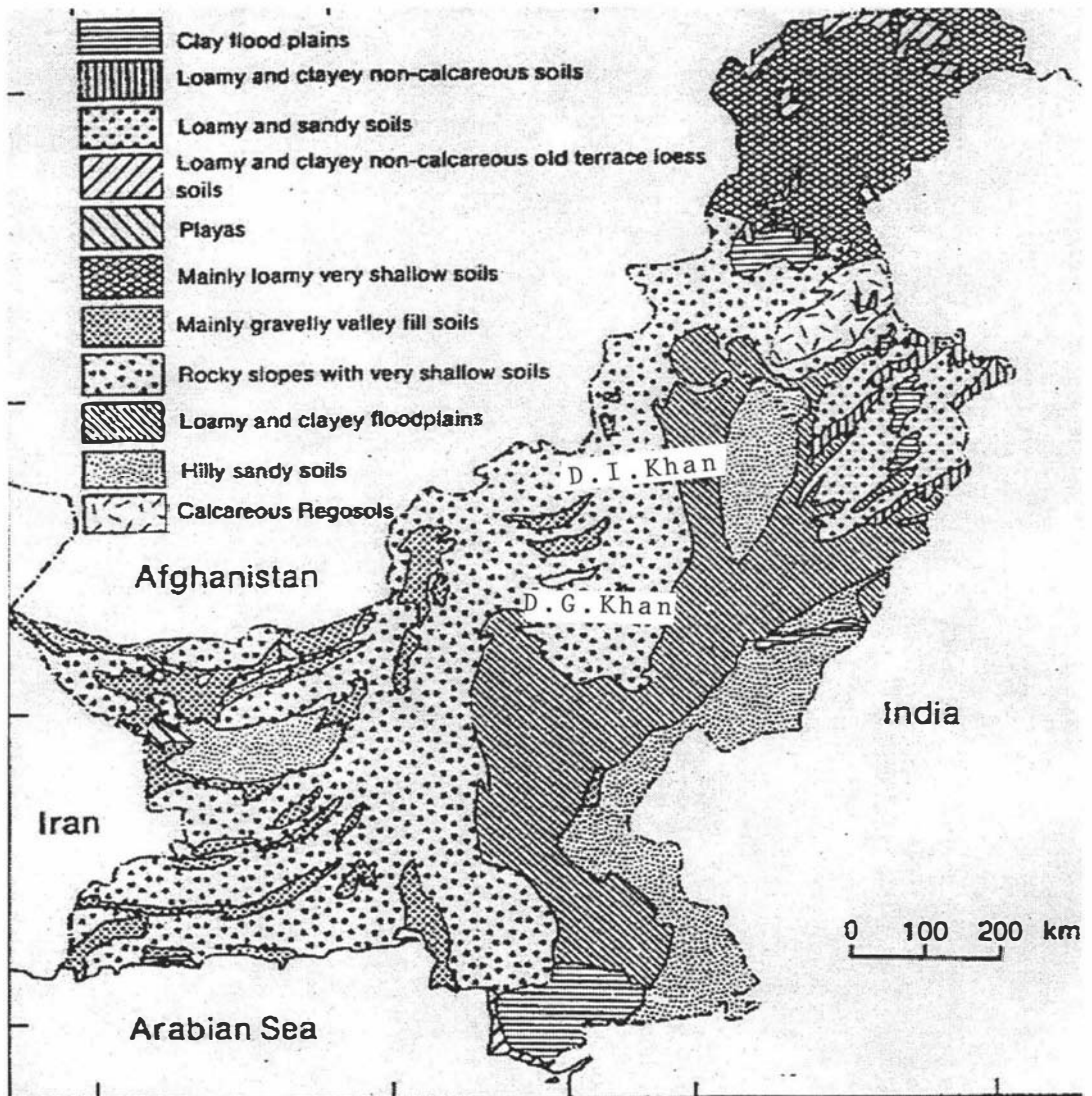 Clay flood plains
Loamy and clayey non-calcareous soils
Loamy and sandy soils
Loamy and clayey non-calcareous old terrace loess
soils
Playas
Mainly loamy very shallow soils
Mainly gravelly valley fill soils
Rocky slopes with very shallow soils
Loamy and clayey floodplains
Hilly sandy soils
Calcareous Regosols
D.I.Khan
Afghanistan
D.G.Khan
India
Iran
0 100 200 km
Arabian Sea